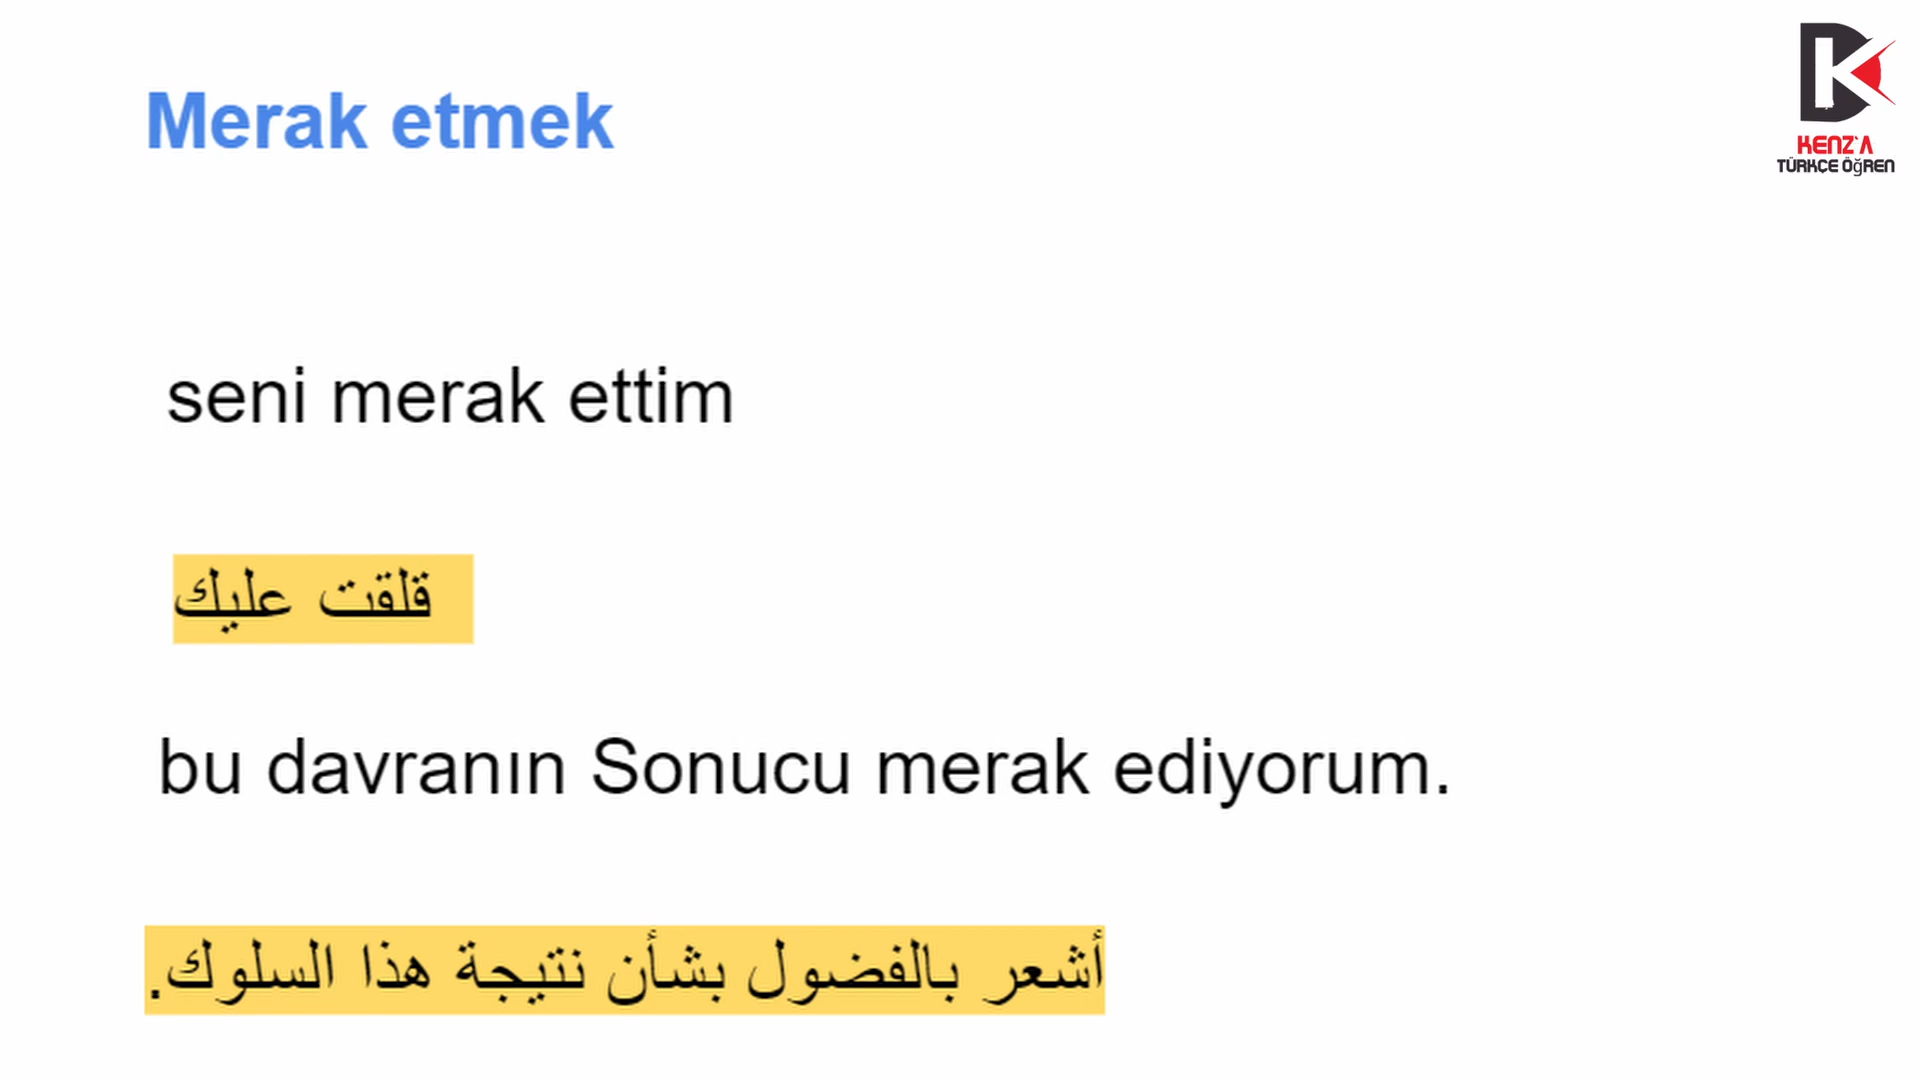 Merak etmek
KENZ'A
TÜRKÇE ÖğREN
seni merak ettim
قلقت عليك
bu davranın Sonucu merak ediyorum.
أشعر بالفضول بشأن نتيجة هذا السلوك.